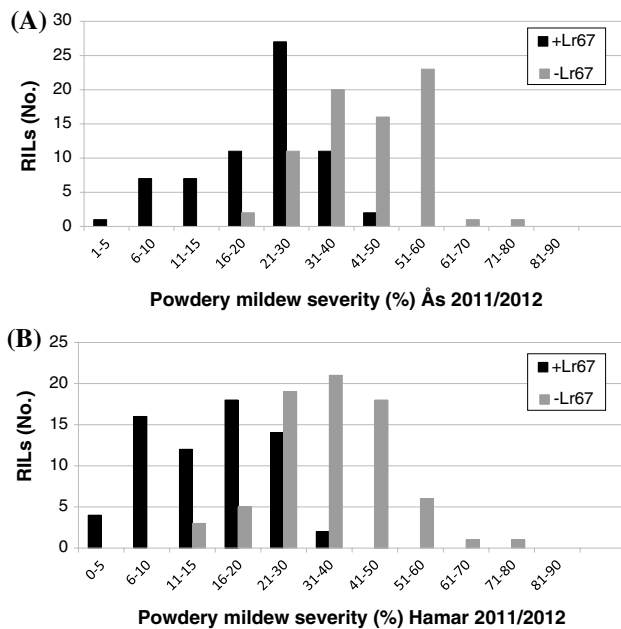 (A)
30
25
20
15
10
5
0
RILs (No.)
+Lr67
-Lr67
1-5 6-10 11-15 16-20 21-30 31-40 41-50 51-60 61-70 71-80 81-90
Powdery mildew severity (%) Ås 2011/2012
(B)
25
20
15
10
5
0
RILs (No.)
+Lr67
-Lr67
0-5 6-10 11-15 16-20 21-30 31-40 41-50 51-60 61-70 71-80 81-90
Powdery mildew severity (%) Hamar 2011/2012